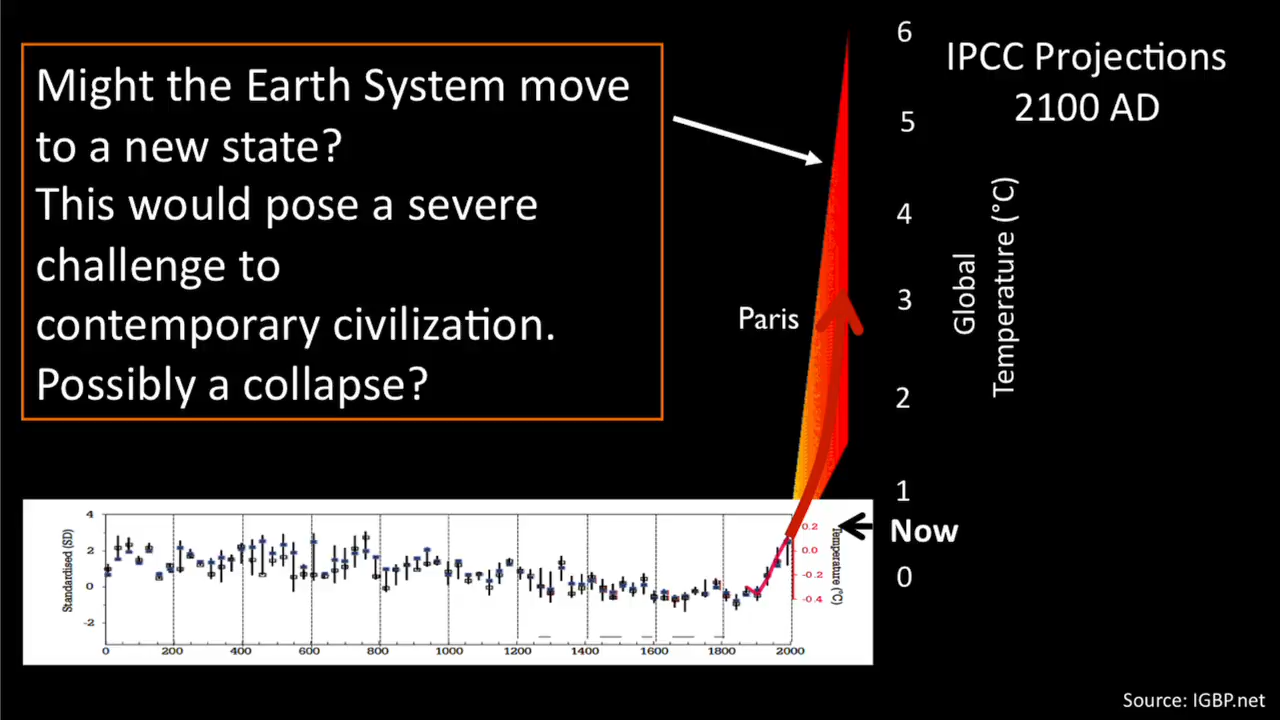 Might the Earth System move
to a new state?
This would pose a severe
challenge to
contemporary civilization.
Possibly a collapse?
IPCC Projections
2100 AD
6
5
4
3
2
1
0
Global
Temperature (°C)
Paris
Now
Standardised (SD)
4
2
0
-2
0.2
0.0
-0.2
-0.4
Temperature (°C)
0 200 400 600 800 1000 1200 1400 1600 1800 2000
Source: IGBP.net